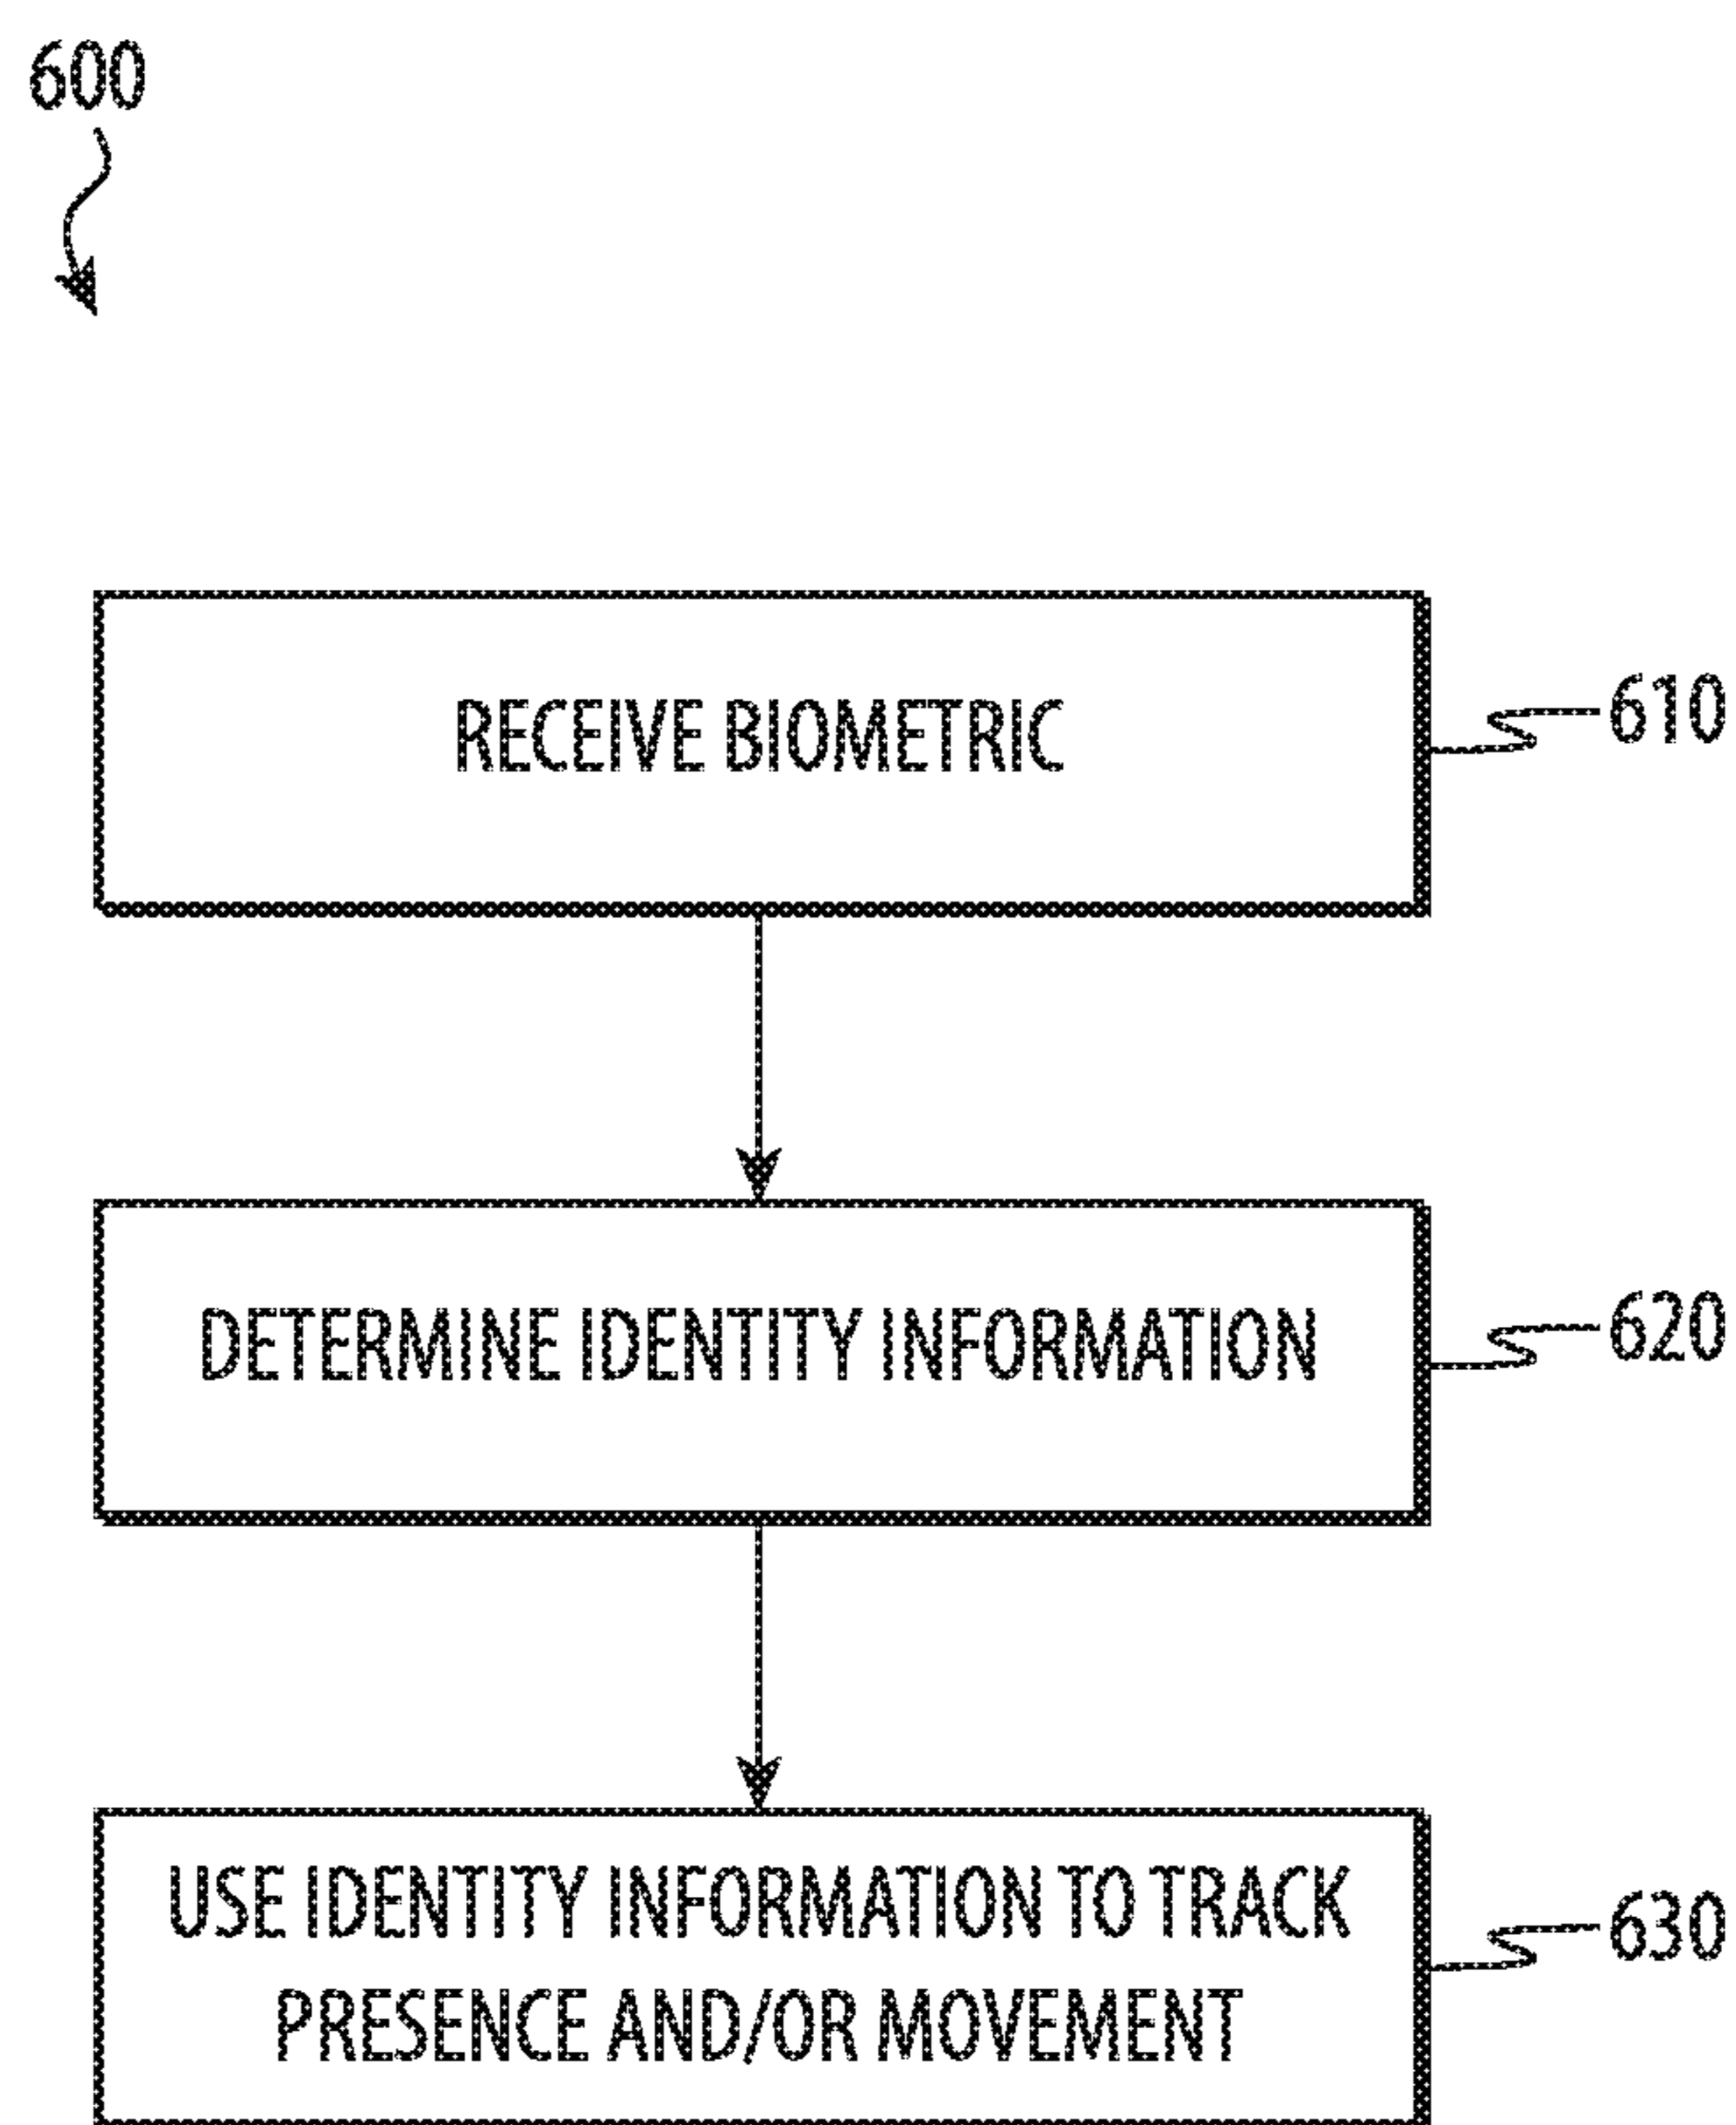 600
RECEIVE BIOMETRIC
610
DETERMINE IDENTITY INFORMATION
620
USE IDENTITY INFORMATION TO TRACK
PRESENCE AND/OR MOVEMENT
630